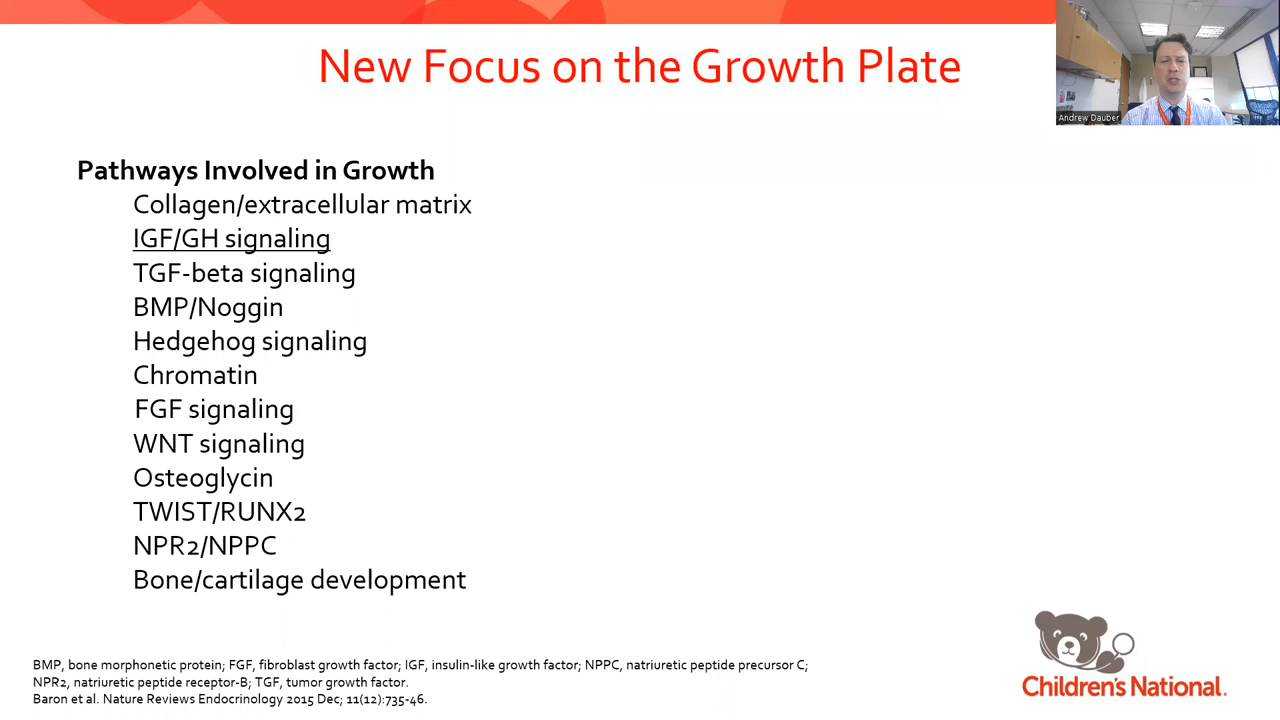 New Focus on the Growth Plate
Andrew Dauber
Pathways Involved in Growth
Collagen/extracellular matrix
IGF/GH signaling
TGF-beta signaling
BMP/Noggin
Hedgehog signaling
Chromatin
FGF signaling
WNT signaling
Osteoglycin
TWIST/RUNX2
NPR2/NPPC
Bone/cartilage development
BMP, bone morphonetic protein; FGF, fibroblast growth factor; IGF, insulin-like growth factor; NPPC, natriuretic peptide precursor C;
NPR2, natriuretic peptide receptor-B; TGF, tumor growth factor.
Baron et al. Nature Reviews Endocrinology 2015 Dec; 11(12):735-46.
Children's National.